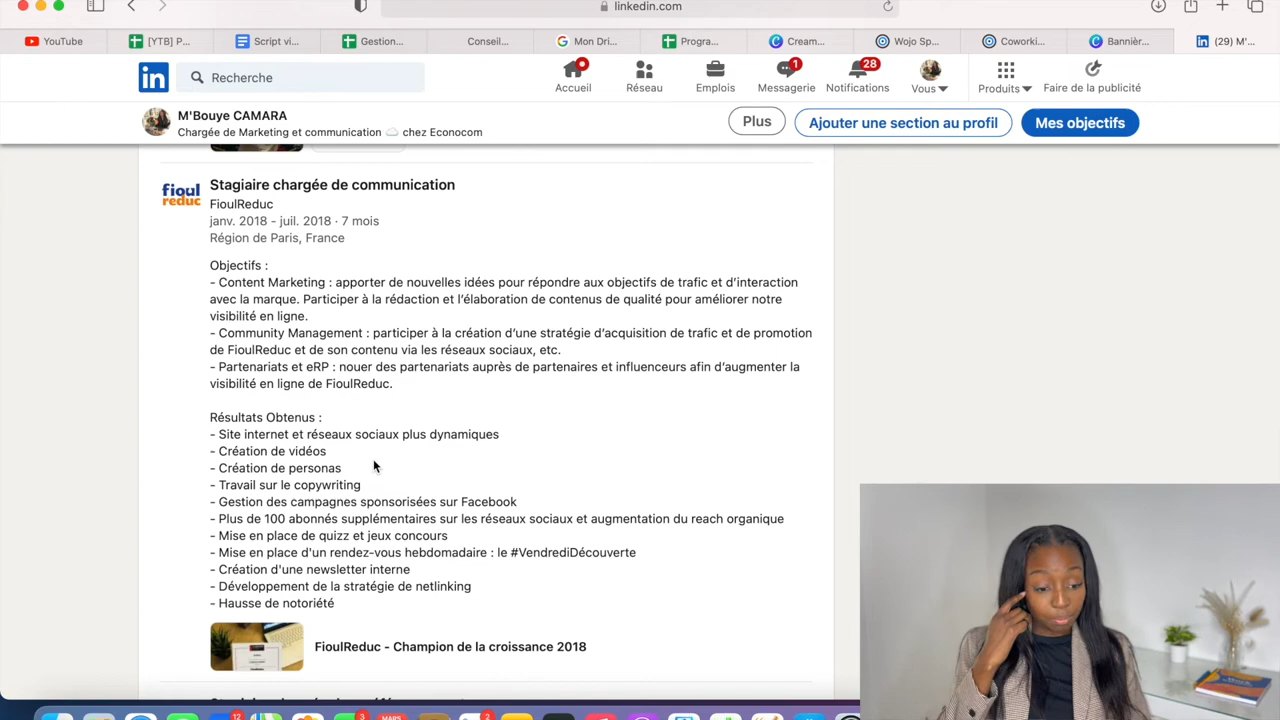 linkedin.com
YouTube
[YTB] P...
Script vi...
Gestion...
Conseil...
Mon Dri...
Progra...
Cream...
Wojo Sp...
Coworki...
Bannièr...
(29) M'...
in
Recherche
Accueil
Réseau
Emplois
1
Messagerie
28
Notifications
Vous
Produits
Faire de la publicité
M'Bouye CAMARA
Chargée de Marketing et communication ☁️ chez Econocom
Plus
Ajouter une section au profil
Mes objectifs
fioul
reduc
Stagiaire chargée de communication
FioulReduc
janv. 2018 - juil. 2018 · 7 mois
Région de Paris, France
Objectifs :
- Content Marketing : apporter de nouvelles idées pour répondre aux objectifs de trafic et d'interaction
avec la marque. Participer à la rédaction et l'élaboration de contenus de qualité pour améliorer notre
visibilité en ligne.
- Community Management : participer à la création d'une stratégie d'acquisition de trafic et de promotion
de FioulReduc et de son contenu via les réseaux sociaux, etc.
- Partenariats et eRP : nouer des partenariats auprès de partenaires et influenceurs afin d'augmenter la
visibilité en ligne de FioulReduc.
Résultats Obtenus :
- Site internet et réseaux sociaux plus dynamiques
- Création de vidéos
- Création de personas
- Travail sur le copywriting
- Gestion des campagnes sponsorisées sur Facebook
- Plus de 100 abonnés supplémentaires sur les réseaux sociaux et augmentation du reach organique
- Mise en place de quizz et jeux concours
- Mise en place d'un rendez-vous hebdomadaire : le #VendrediDécouverte
- Création d'une newsletter interne
- Développement de la stratégie de netlinking
- Hausse de notoriété
FioulReduc - Champion de la croissance 2018
12
3
MARS
2